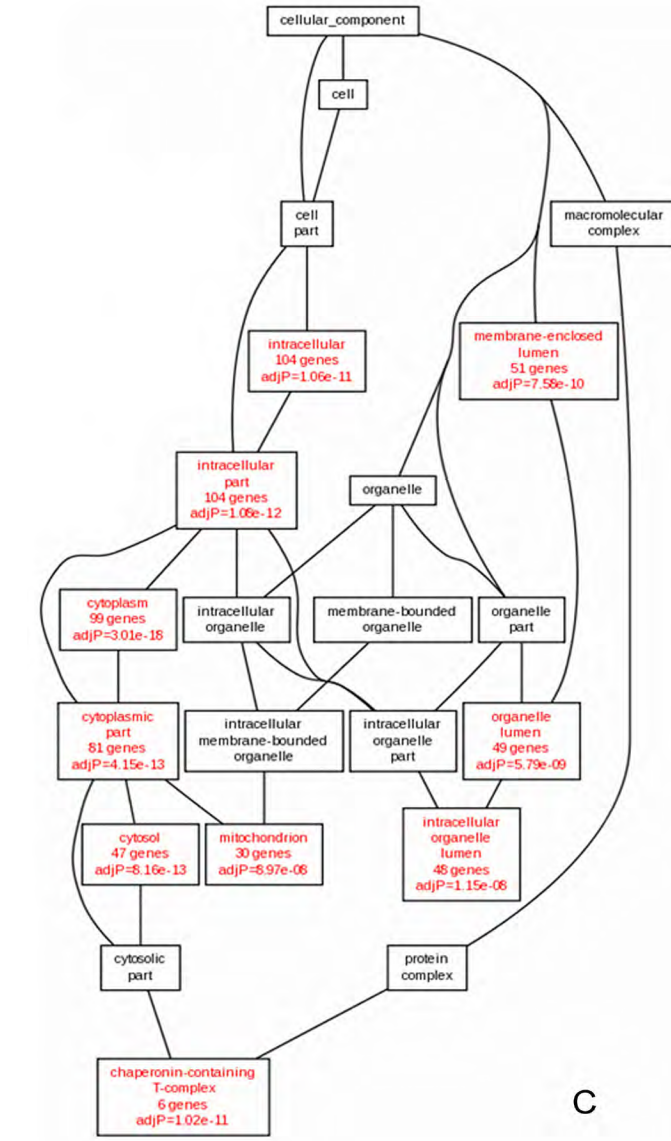 cellular_component
cell
cell
part
macromolecular
complex
intracellular
104 genes
adjP=1.06e-11
membrane-enclosed
lumen
51 genes
adjP=7.58e-10
intracellular
part
104 genes
adjP=1.08e-12
organelle
cytoplasm
99 genes
adjP=3.01e-18
intracellular
organelle
membrane-bounded
organelle
organelle
part
cytoplasmic
part
81 genes
adjP=4.15e-13
intracellular
membrane-bounded
organelle
intracellular
organelle
part
organelle
lumen
49 genes
adjP=5.79e-09
cytosol
47 genes
adjP=8.16e-13
mitochondrion
30 genes
adjP=8.97e-08
intracellular
organelle
lumen
48 genes
adjP=1.15e-08
cytosolic
part
protein
complex
chaperonin-containing
T-complex
6 genes
adjP=1.02e-11
C